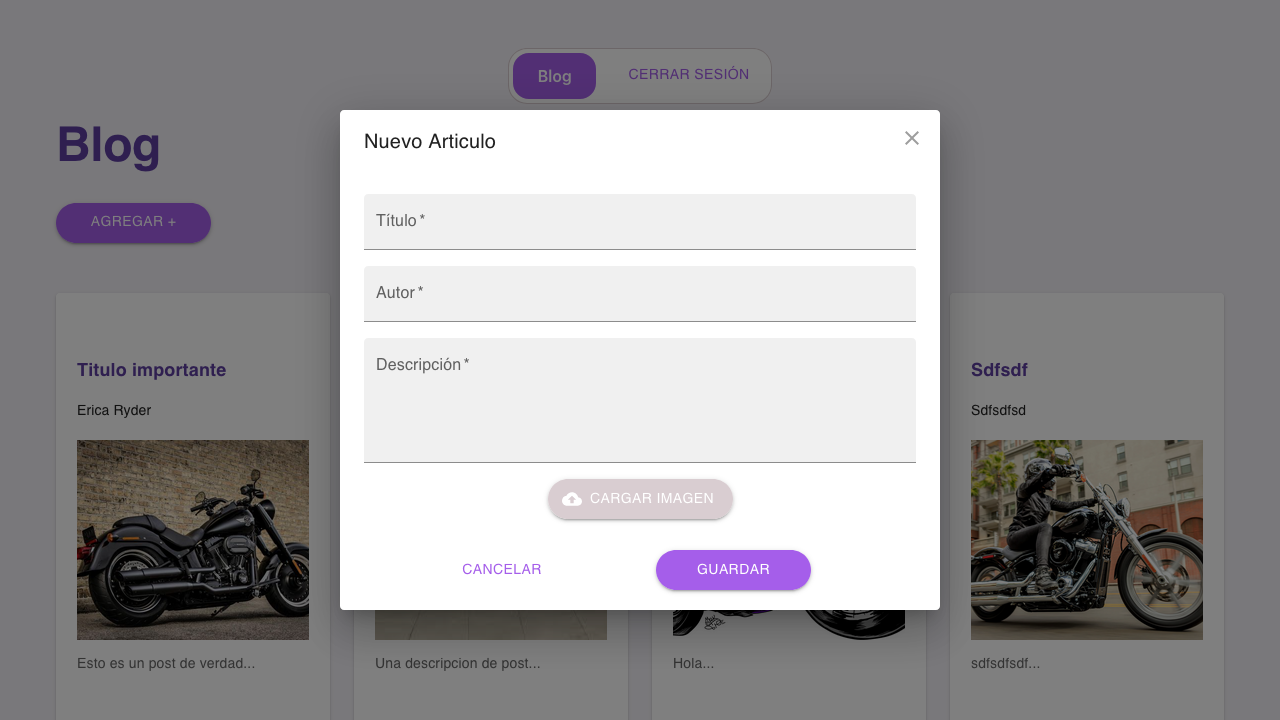 Blog
CERRAR SESIÓN
Blog
AGREGAR +
Nuevo Articulo
Título *
Autor *
Descripción *
CARGAR IMAGEN
CANCELAR
GUARDAR
Titulo importante
Erica Ryder
Esto es un post de verdad...
Una descripcion de post...
Hola...
Sdfsdf
Sdfsdfsd
sdfsdfsdf...